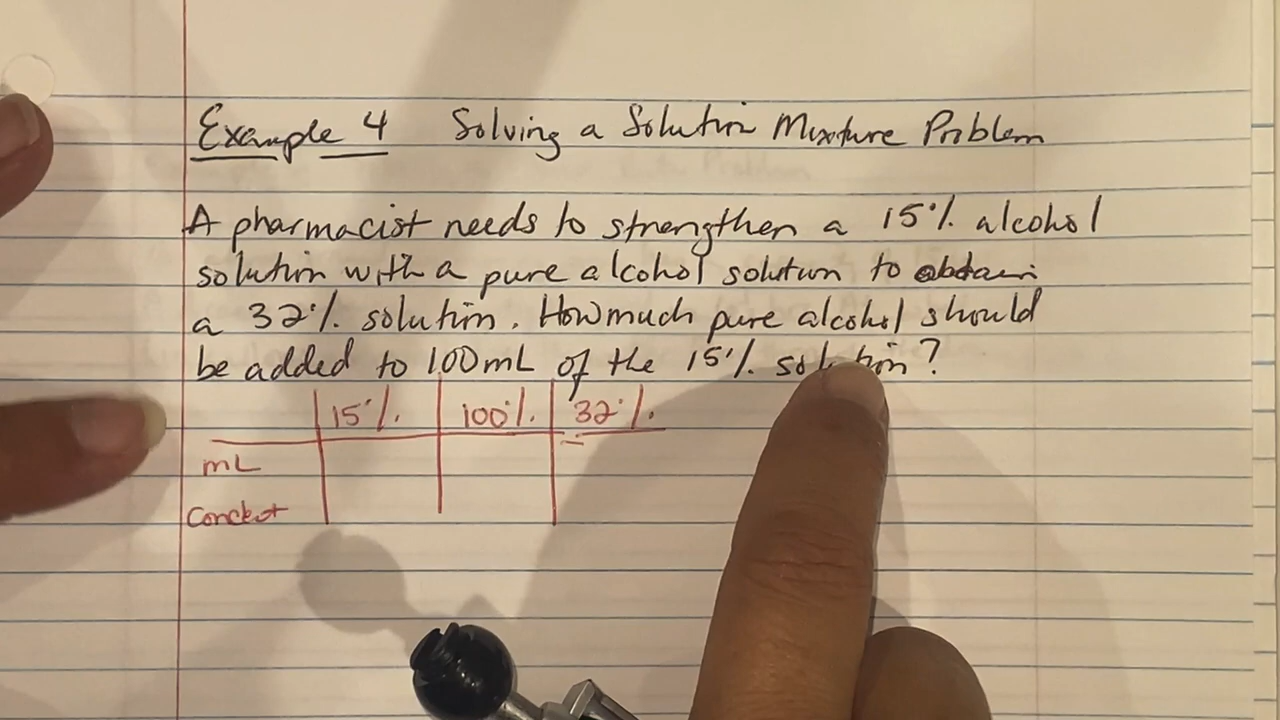 Example 4 Solving a Solution Mixture Problem
A pharmacist needs to strengthen a 15% alcohol
solution with a pure alcohol solution to obtain
a 32% solution. How much pure alcohol should
be added to 100mL of the 15% solution?
15% 100% 32%
mL